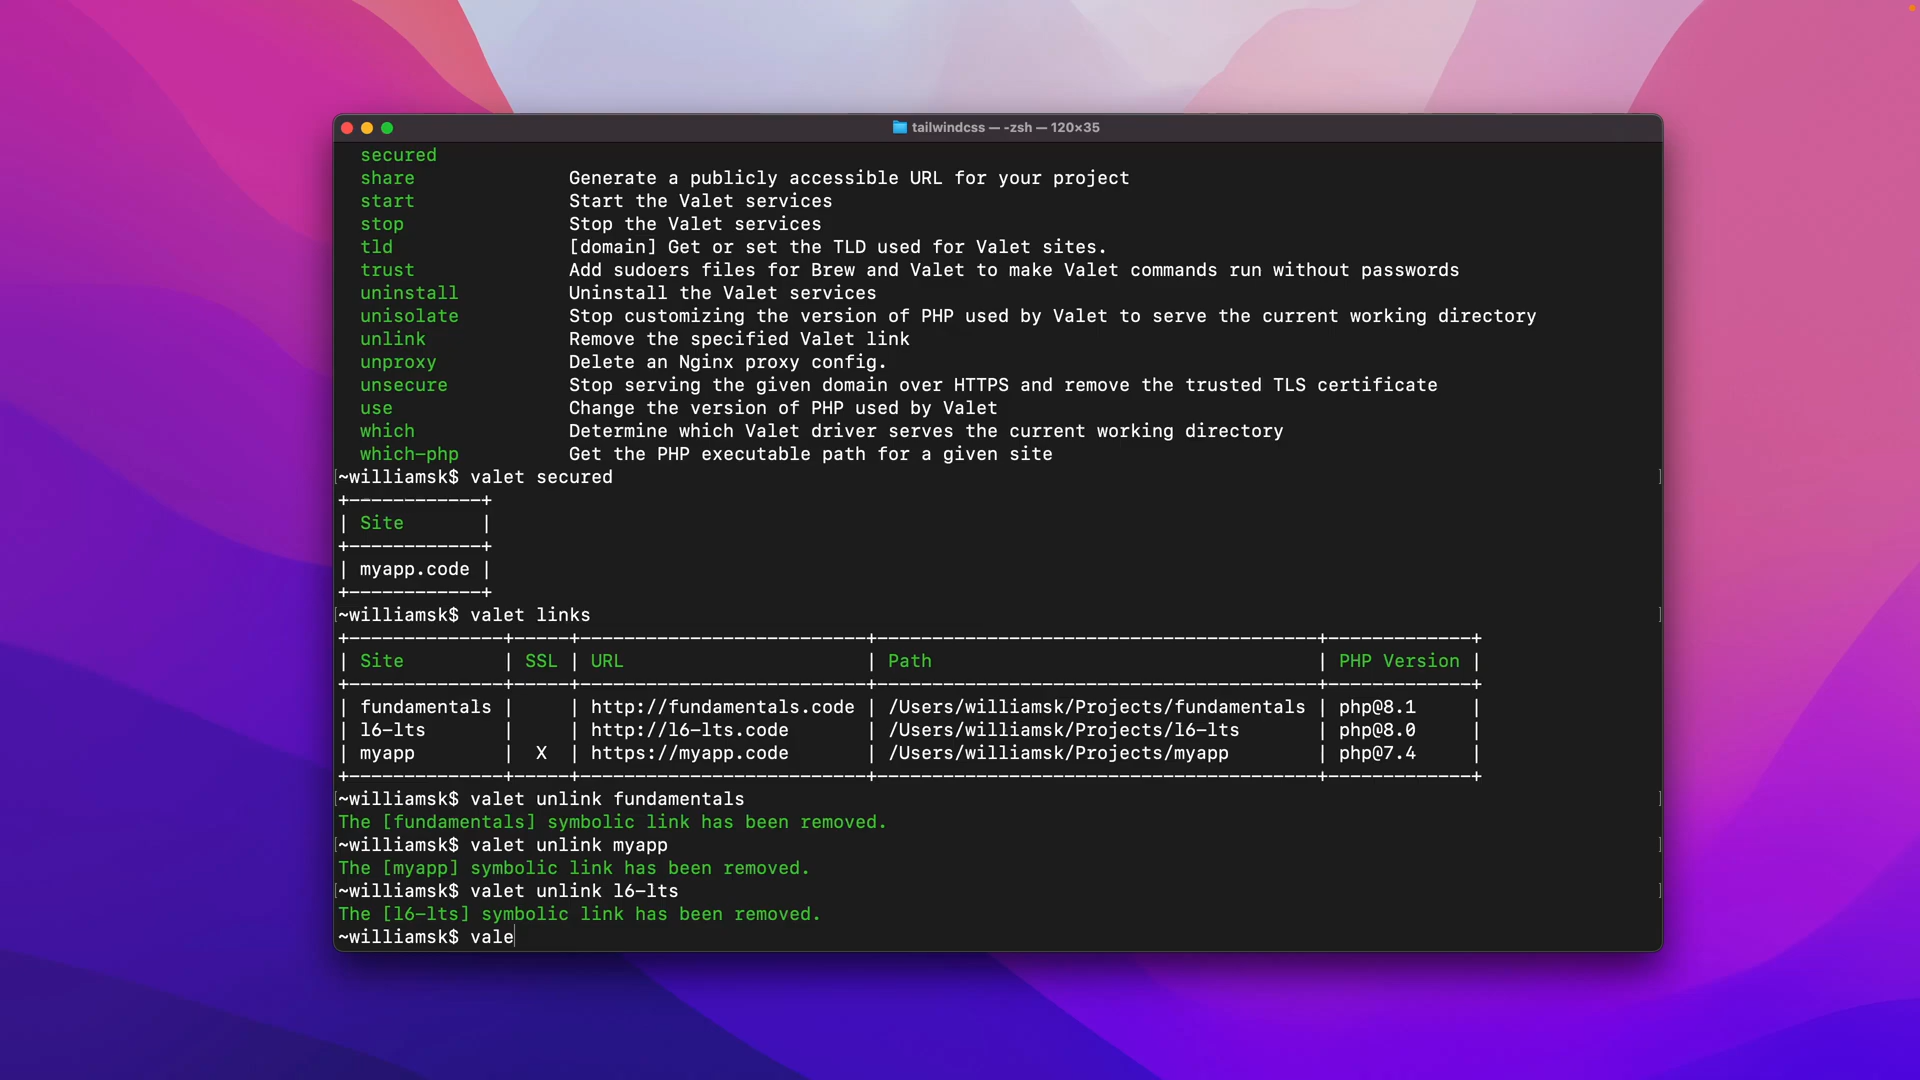 tailwindcss — -zsh — 120×35
secured
share Generate a publicly accessible URL for your project
start Start the Valet services
stop Stop the Valet services
tld [domain] Get or set the TLD used for Valet sites.
trust Add sudoers files for Brew and Valet to make Valet commands run without passwords
uninstall Uninstall the Valet services
unisolate Stop customizing the version of PHP used by Valet to serve the current working directory
unlink Remove the specified Valet link
unproxy Delete an Nginx proxy config.
unsecure Stop serving the given domain over HTTPS and remove the trusted TLS certificate
use Change the version of PHP used by Valet
which Determine which Valet driver serves the current working directory
which-php Get the PHP executable path for a given site
[~williamsk$ valet secured ]
+------------+
| Site |
+------------+
| myapp.code |
+------------+
[~williamsk$ valet links ]
+--------------+-----+--------------------------+----------------------------------------+-------------+
| Site | SSL | URL | Path | PHP Version |
+--------------+-----+--------------------------+----------------------------------------+-------------+
| fundamentals | | http://fundamentals.code | /Users/williamsk/Projects/fundamentals | php@8.1 |
| l6-lts | | http://l6-lts.code | /Users/williamsk/Projects/l6-lts | php@8.0 |
| myapp | X | https://myapp.code | /Users/williamsk/Projects/myapp | php@7.4 |
+--------------+-----+--------------------------+----------------------------------------+-------------+
[~williamsk$ valet unlink fundamentals ]
The [fundamentals] symbolic link has been removed.
[~williamsk$ valet unlink myapp ]
The [myapp] symbolic link has been removed.
[~williamsk$ valet unlink l6-lts ]
The [l6-lts] symbolic link has been removed.
~williamsk$ vale